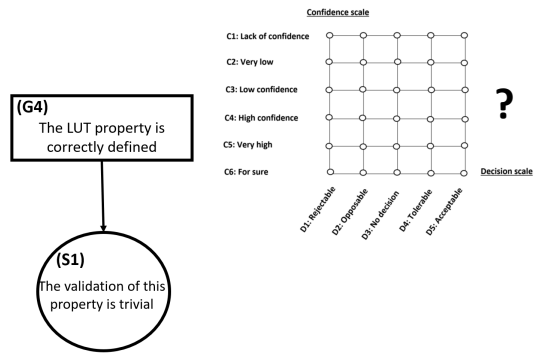 Confidence scale
C1: Lack of confidence
C2: Very low
C3: Low confidence
C4: High confidence
C5: Very high
C6: For sure
Decision scale
D1: Rejectable
D2: Opposable
D3: No decision
D4: Tolerable
D5: Acceptable
?
(G4)
The LUT property is
correctly defined
(S1)
The validation of this
property is trivial